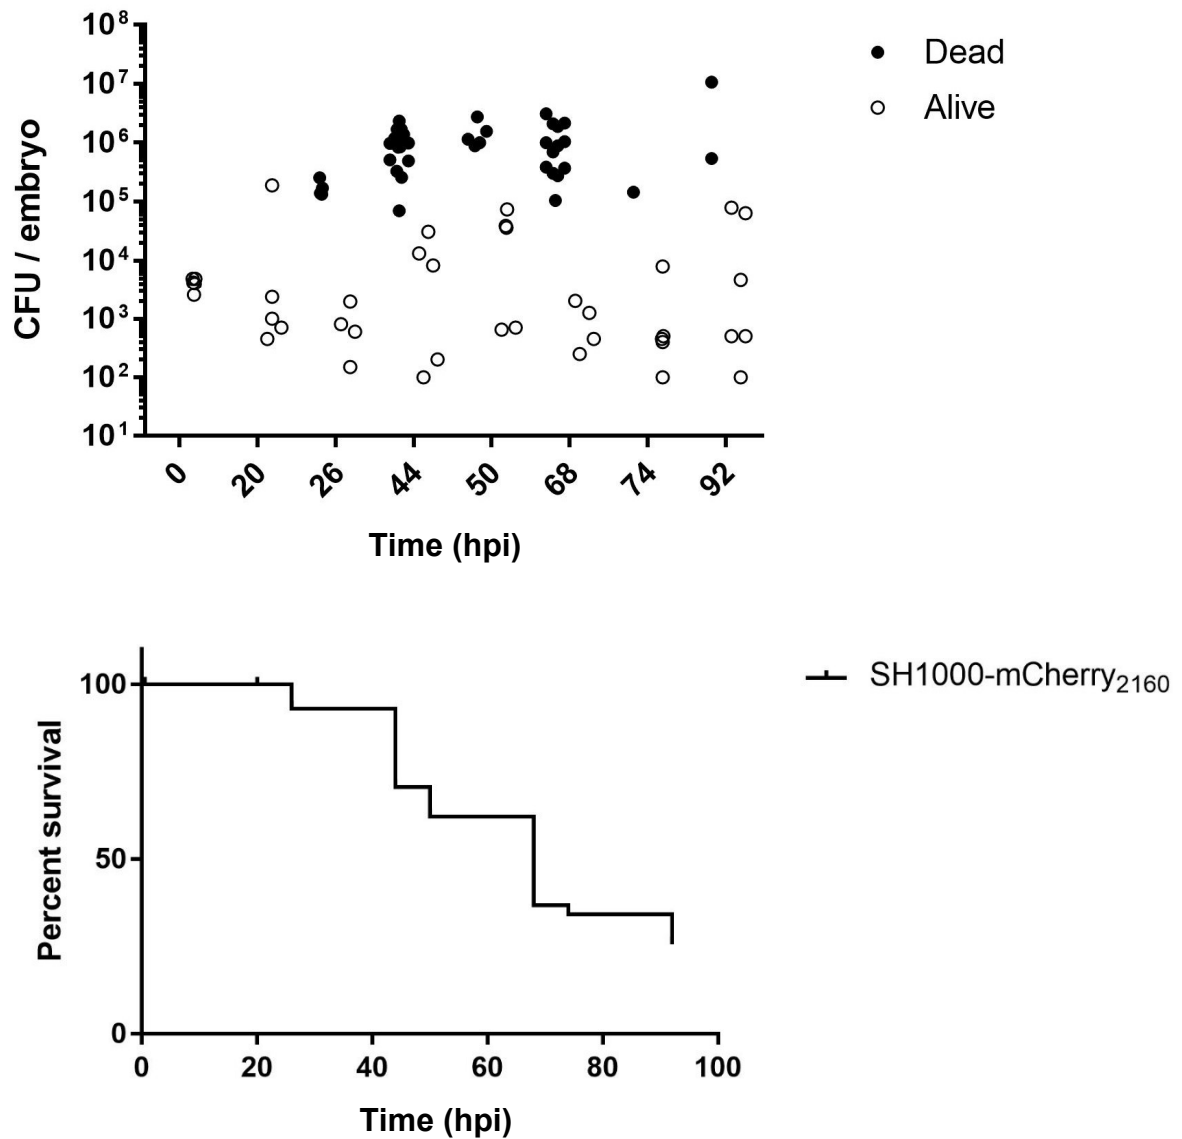 10⁸
10⁷
10⁶
10⁵
10⁴
10³
10²
10¹
CFU / embryo
Dead
Alive
0 20 26 44 50 68 74 92
Time (hpi)
100
50
0
Percent survival
SH1000-mCherry₂₁₆₀
0 20 40 60 80 100
Time (hpi)